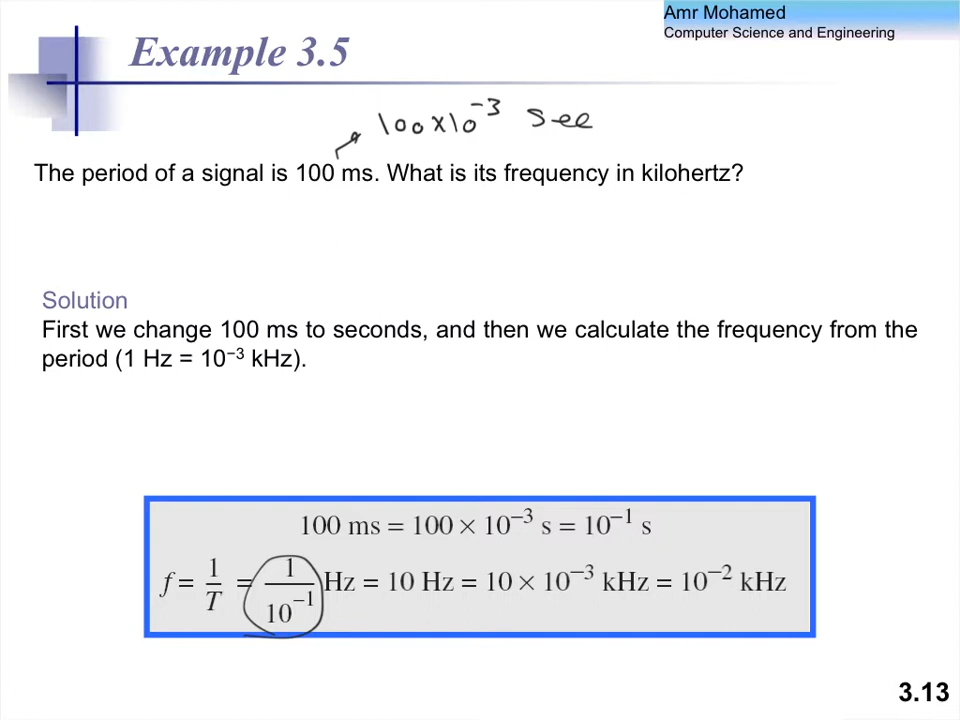 Amr Mohamed
Computer Science and Engineering
Example 3.5
100×10⁻³ sec
The period of a signal is 100 ms. What is its frequency in kilohertz?
Solution
First we change 100 ms to seconds, and then we calculate the frequency from the
period (1 Hz = 10⁻³ kHz).
100 ms = 100 × 10⁻³ s = 10⁻¹ s
f = 1/T = 1/10⁻¹ Hz = 10 Hz = 10 × 10⁻³ kHz = 10⁻² kHz
3.13